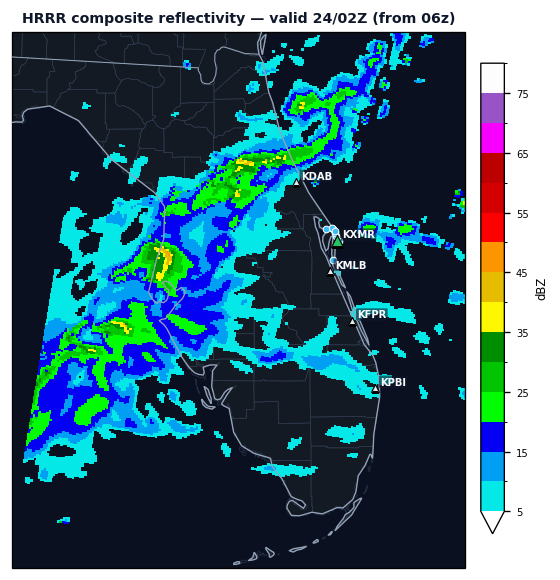 HRRR composite reflectivity — valid 24/02Z (from 06z)
KDAB
KXMR
KMLB
KFPR
KPBI
75
65
55
45
35
25
15
5
dBZ